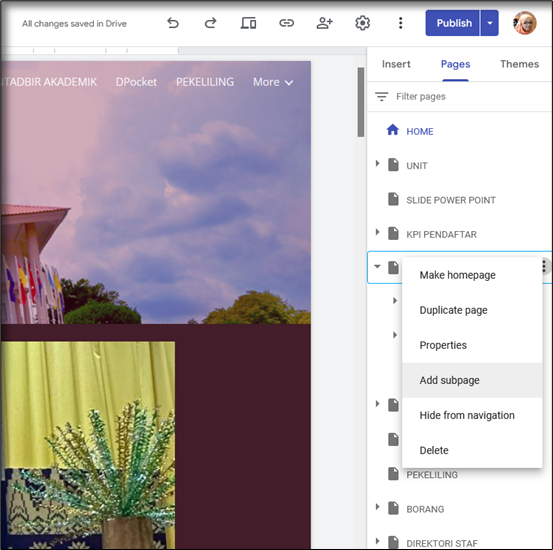 All changes saved in Drive
Publish
NTADBIR AKADEMIK DPocket PEKELILING More
Insert Pages Themes
Filter pages
HOME
UNIT
SLIDE POWER POINT
KPI PENDAFTAR
Make homepage
Duplicate page
Properties
Add subpage
Hide from navigation
Delete
PEKELILING
BORANG
DIREKTORI STAF